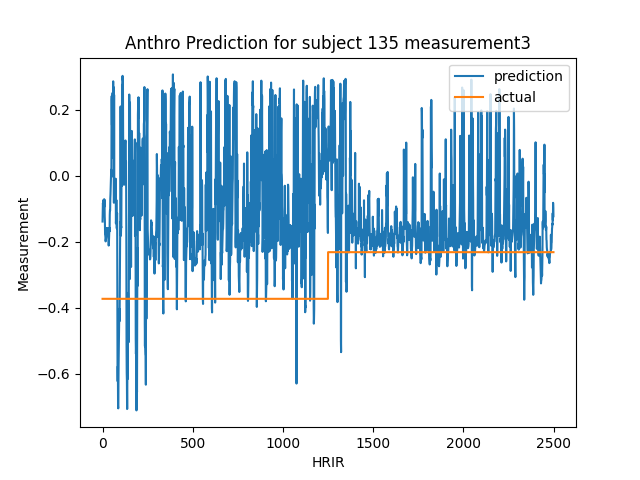 Anthro Prediction for subject 135 measurement3
prediction
actual
0.2
0.0
−0.2
−0.4
−0.6
Measurement
0
500
1000
1500
2000
2500
HRIR